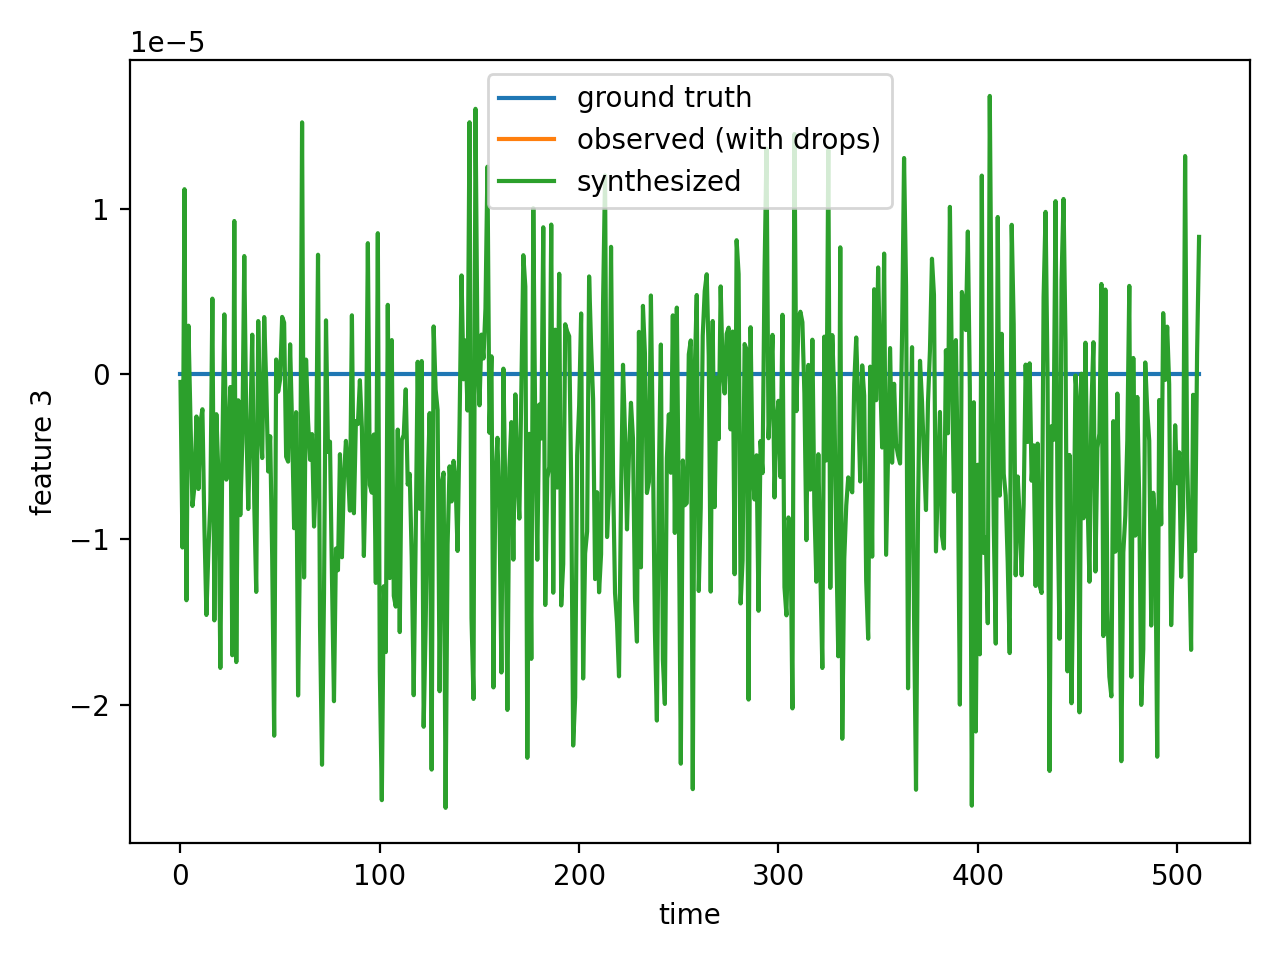 1e−5
ground truth
observed (with drops)
synthesized
1
0
−1
−2
feature 3
0
100
200
300
400
500
time